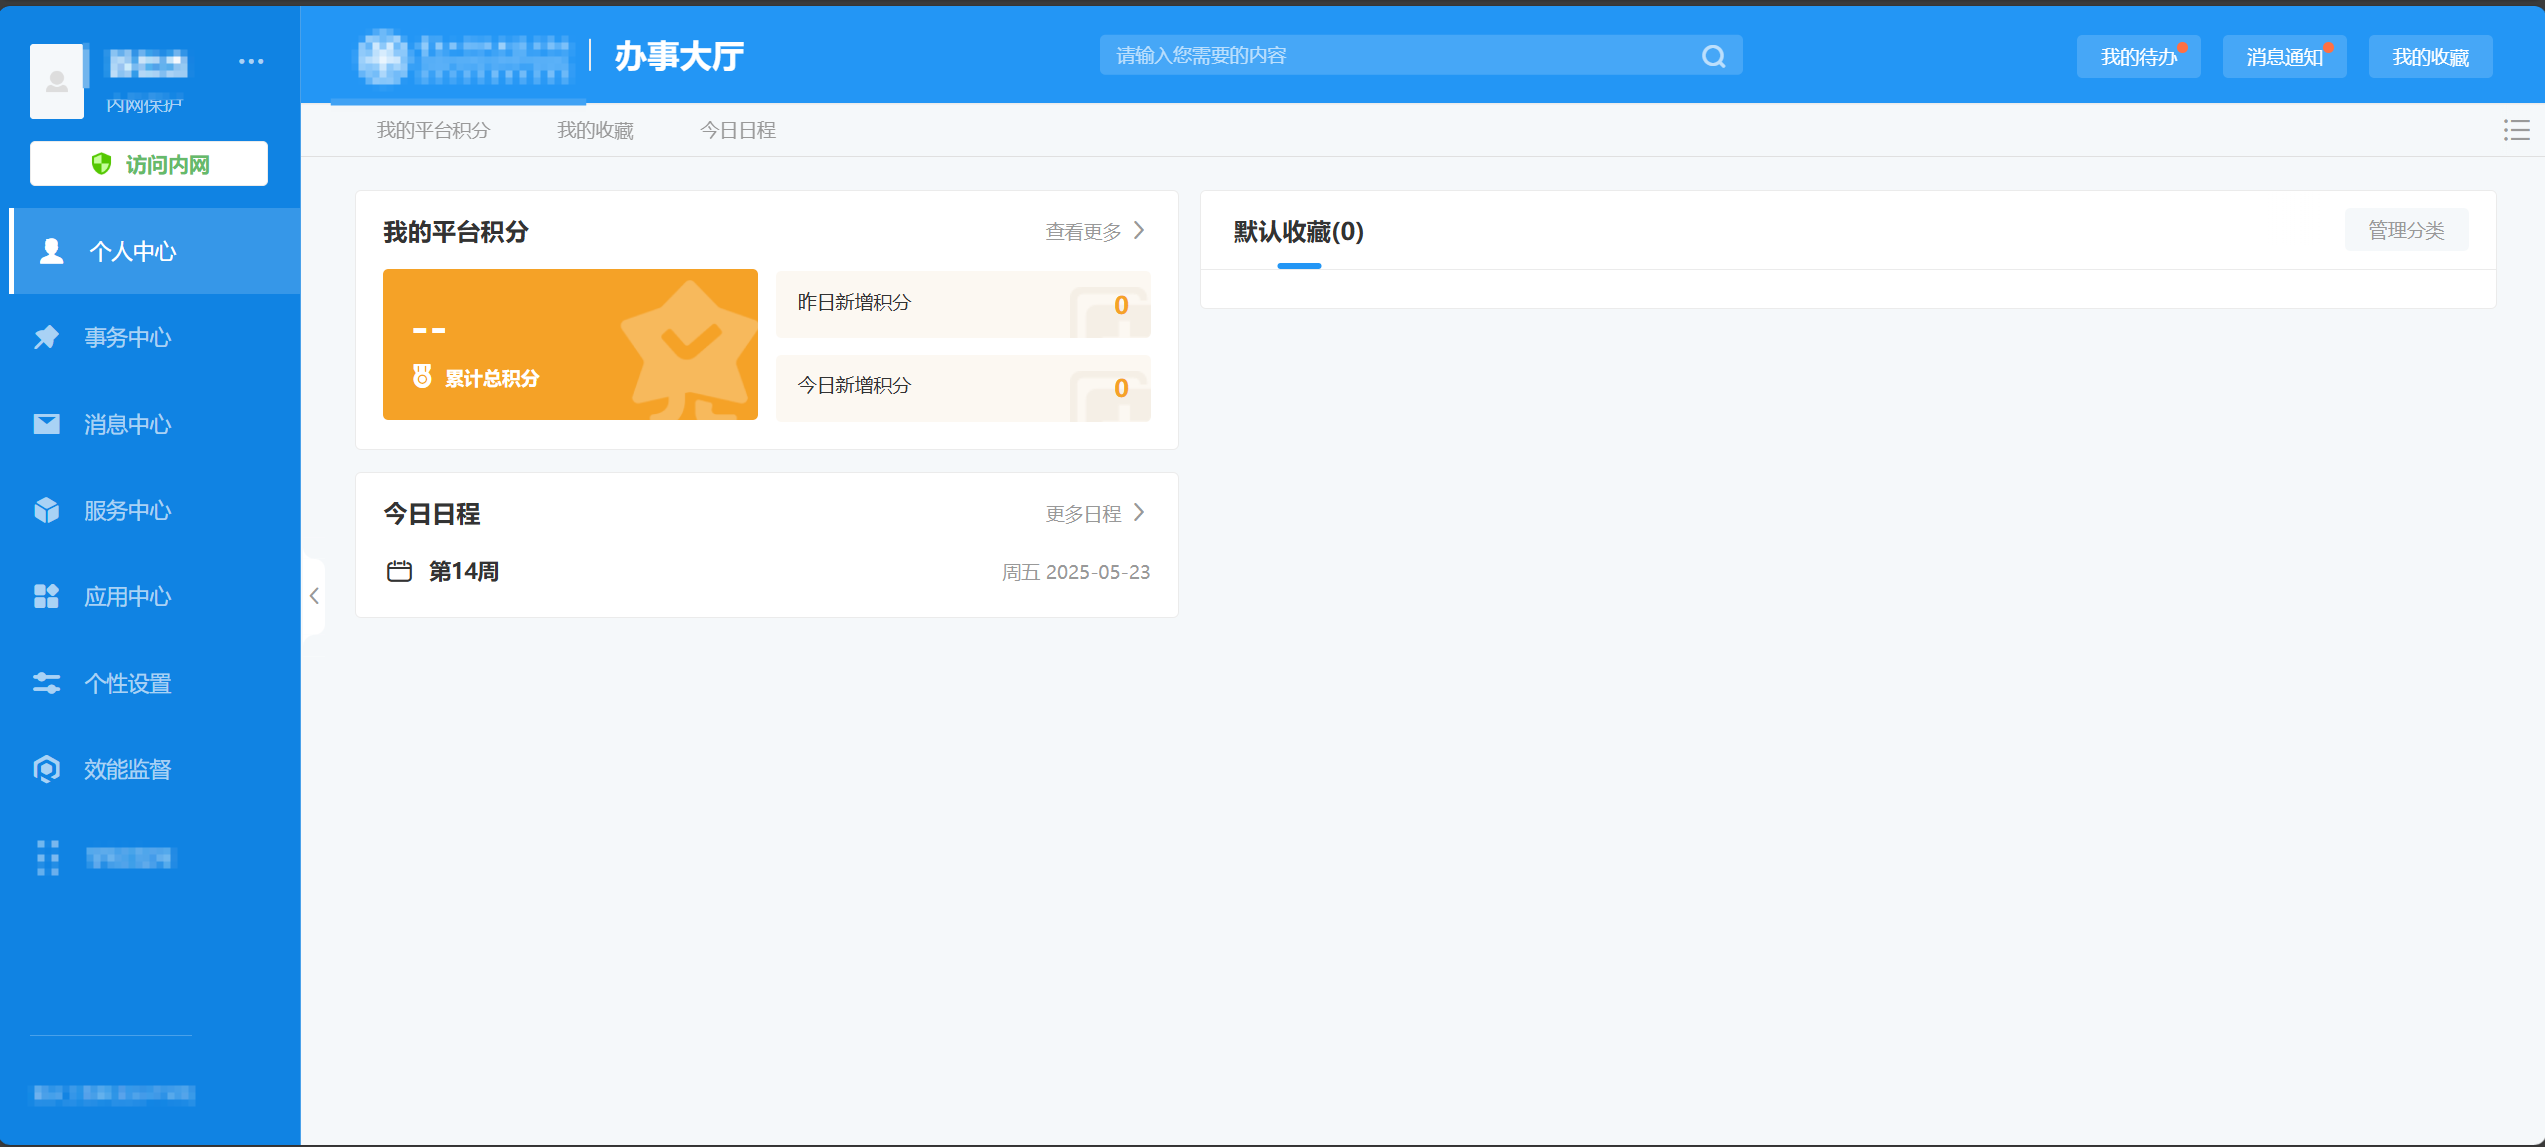 内网保护
访问内网
个人中心
事务中心
消息中心
服务中心
应用中心
个性设置
效能监督
办事大厅
请输入您需要的内容
我的待办
消息通知
我的收藏
我的平台积分
我的收藏
今日日程
我的平台积分
查看更多
--
累计总积分
昨日新增积分
0
今日新增积分
0
今日日程
更多日程
第14周
周五 2025-05-23
默认收藏(0)
管理分类